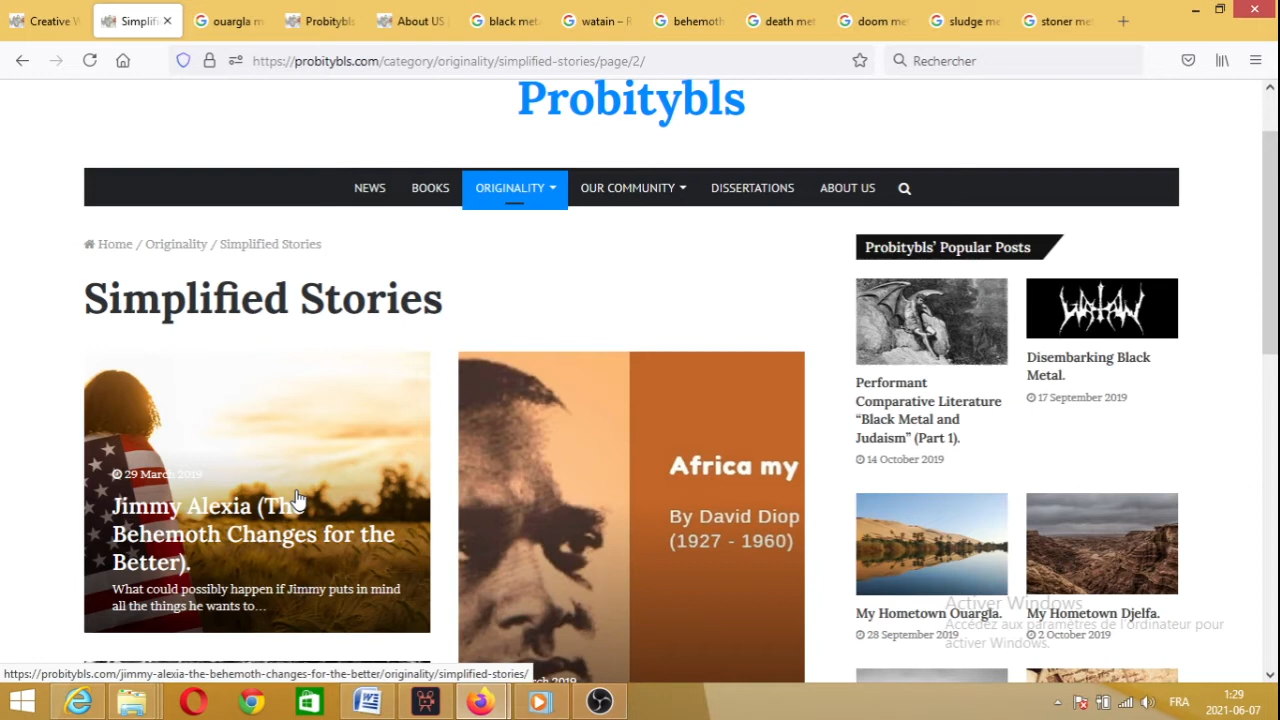 Creative W
Simplifi
ouargla m
Probitybls
About US
black met
watain – R
behemoth
death met
doom me
sludge me
stoner me
https://probitybls.com/category/originality/simplified-stories/page/2/
Rechercher
Probitybls
NEWS
BOOKS
ORIGINALITY
OUR COMMUNITY
DISSERTATIONS
ABOUT US
Home / Originality / Simplified Stories
Simplified Stories
29 March 2019
Jimmy Alexia (The
Behemoth Changes for the
Better).
What could possibly happen if Jimmy puts in mind
all the things he wants to…
Africa my
By David Diop
(1927 - 1960)
March 2019
Probitybls' Popular Posts
Performant
Comparative Literature
“Black Metal and
Judaism” (Part 1).
14 October 2019
WATAIN
Disembarking Black
Metal.
17 September 2019
My Hometown Ouargla.
28 September 2019
My Hometown Djelfa.
2 October 2019
Activer Windows
Accédez aux paramètres de l'ordinateur pour
activer Windows.
https://probitybls.com/jimmy-alexia-the-behemoth-changes-for-the-better/originality/simplified-stories/
FR
1:29
2021-06-07